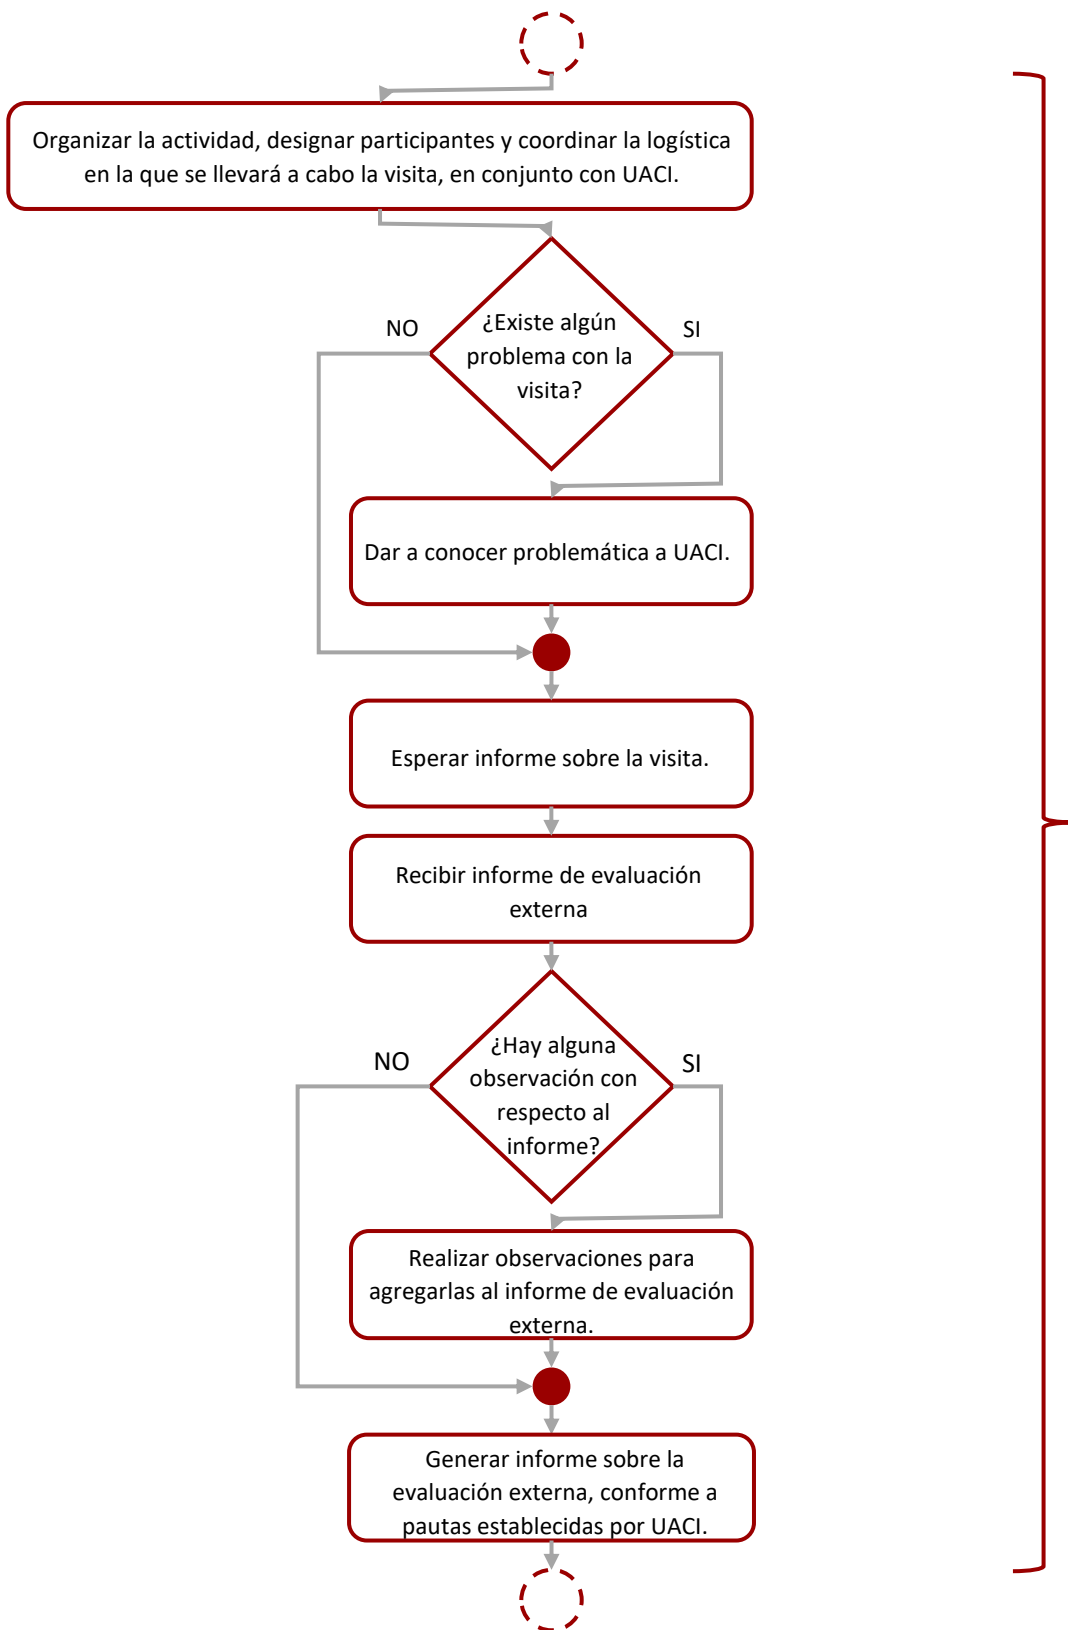 Organizar la actividad, designar participantes y coordinar la logística
en la que se llevará a cabo la visita, en conjunto con UACI.
NO
¿Existe algún
problema con la
visita?
SI
Dar a conocer problemática a UACI.
Esperar informe sobre la visita.
Recibir informe de evaluación
externa
NO
¿Hay alguna
observación con
respecto al
informe?
SI
Realizar observaciones para
agregarlas al informe de evaluación
externa.
Generar informe sobre la
evaluación externa, conforme a
pautas establecidas por UACI.